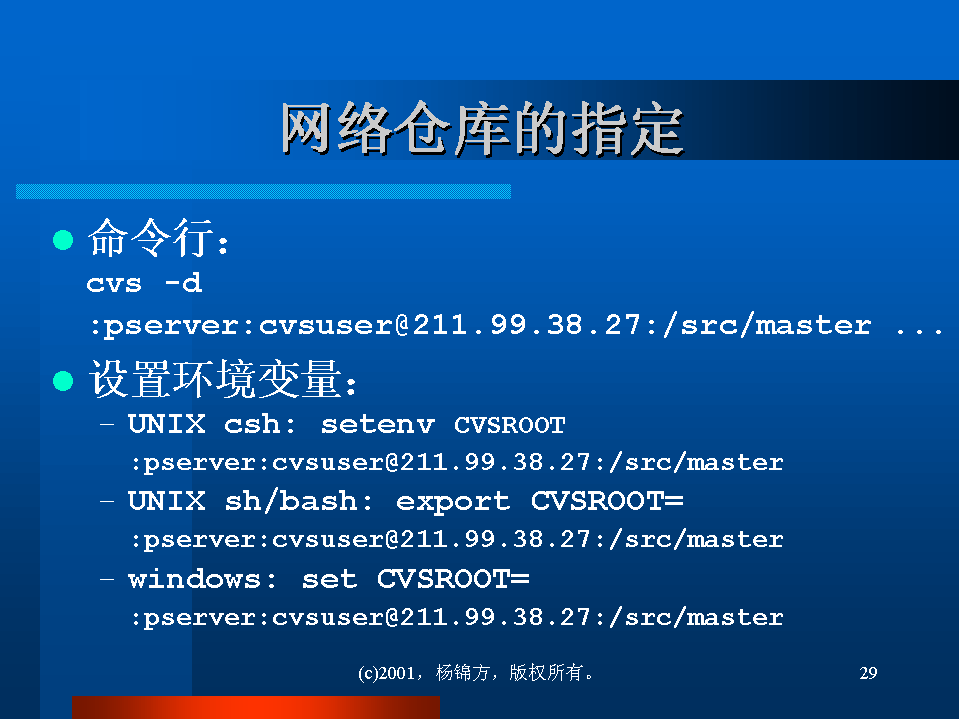 网络仓库的指定
命令行：
cvs -d
:pserver:cvsuser@211.99.38.27:/src/master ...
设置环境变量：
– UNIX csh: setenv CVSROOT
:pserver:cvsuser@211.99.38.27:/src/master
– UNIX sh/bash: export CVSROOT=
:pserver:cvsuser@211.99.38.27:/src/master
– windows: set CVSROOT=
:pserver:cvsuser@211.99.38.27:/src/master
(c)2001，杨锦方，版权所有。
29